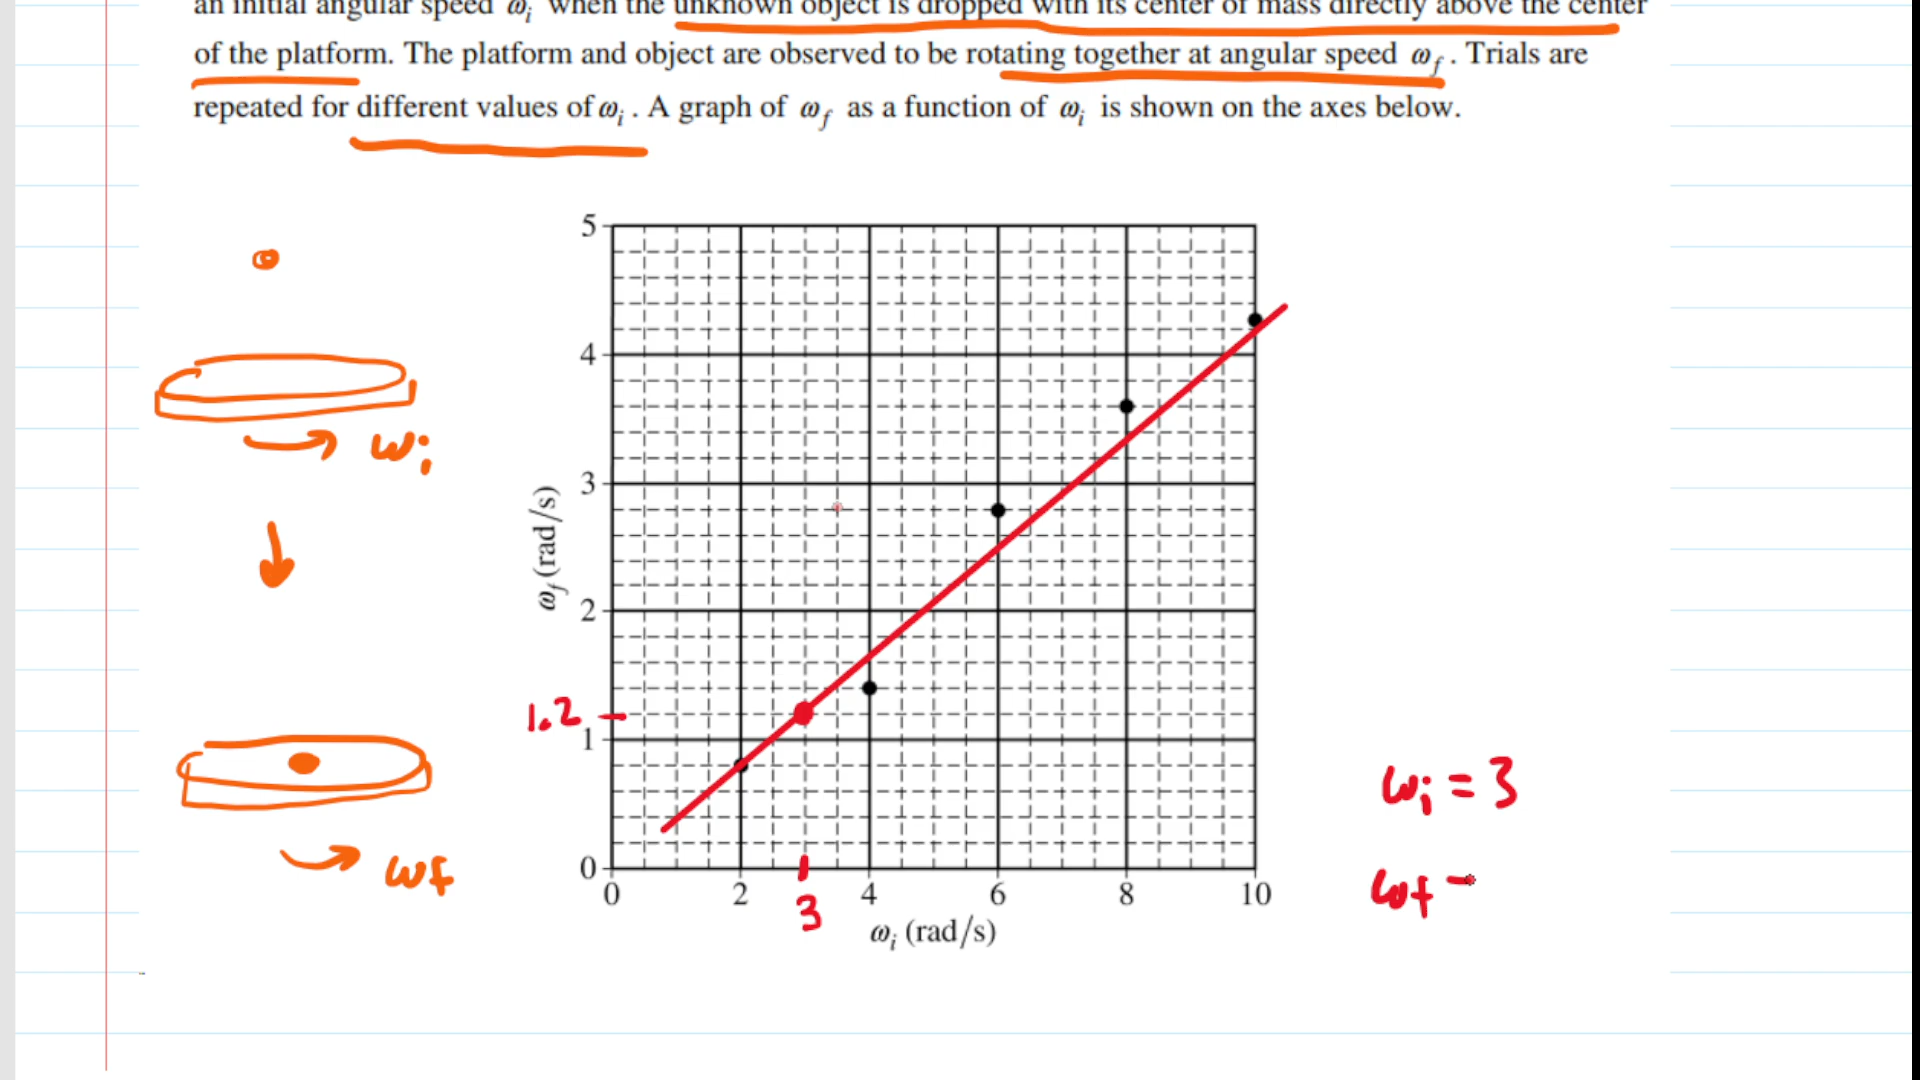 an initial angular speed ωi when the unknown object is dropped with its center of mass directly above the center
of the platform. The platform and object are observed to be rotating together at angular speed ωf. Trials are
repeated for different values of ωi. A graph of ωf as a function of ωi is shown on the axes below.
5
4
ωi
3
ωf (rad/s)
2
1.2
1
ωi = 3
0
ωf
ωf -
0 2 4 6 8 10
3
ωi (rad/s)